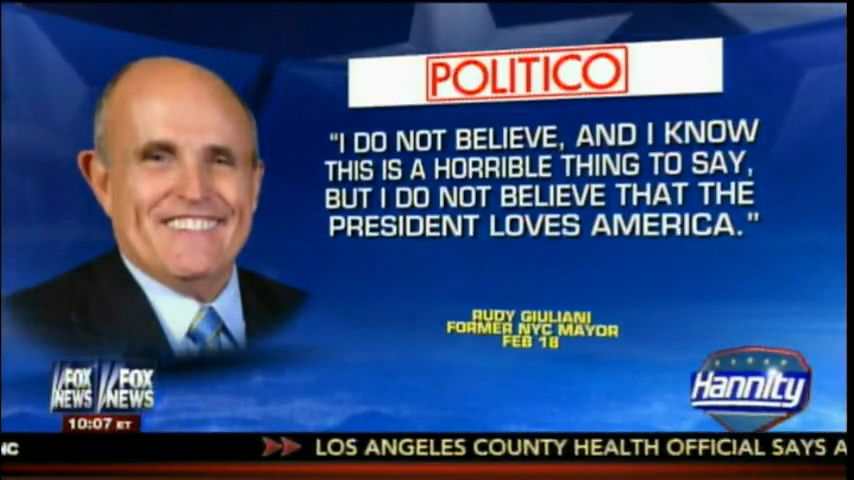 POLITICO
"I DO NOT BELIEVE, AND I KNOW
THIS IS A HORRIBLE THING TO SAY,
BUT I DO NOT BELIEVE THAT THE
PRESIDENT LOVES AMERICA."
RUDY GIULIANI
FORMER NYC MAYOR
FEB 18
FOX NEWS FOX NEWS
Hannity
10:07 ET
NC LOS ANGELES COUNTY HEALTH OFFICIAL SAYS A